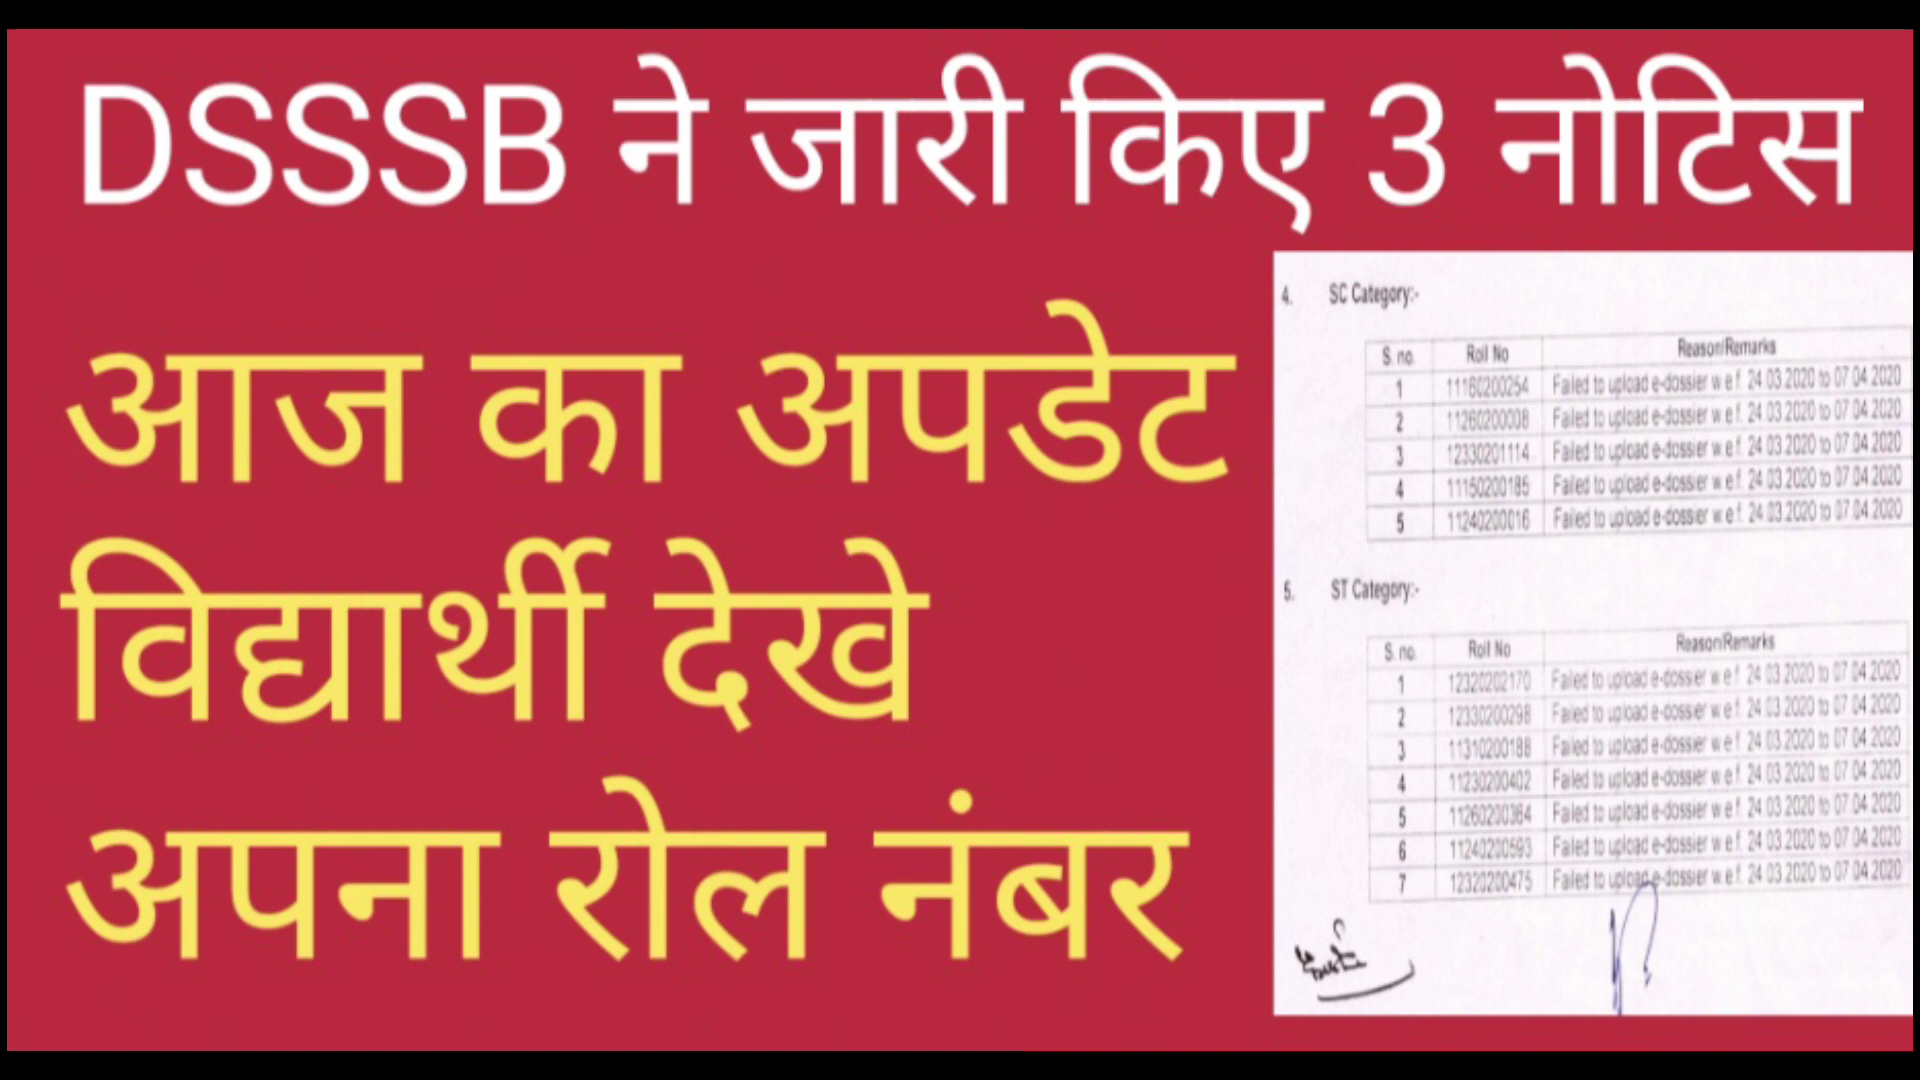 DSSSB ने जारी किए 3 नोटिस
आज का अपडेट
विद्यार्थी देखे
अपना रोल नंबर
4. SC Category:-
S. no. Roll No Reason/Remarks
1 11160200254 Failed to upload e-dossier w.e.f. 24.03.2020 to 07.04.2020
2 11260200008 Failed to upload e-dossier w.e.f. 24.03.2020 to 07.04.2020
3 12330201114 Failed to upload e-dossier w.e.f. 24.03.2020 to 07.04.2020
4 11150200185 Failed to upload e-dossier w.e.f. 24.03.2020 to 07.04.2020
5 11240200016 Failed to upload e-dossier w.e.f. 24.03.2020 to 07.04.2020
5. ST Category:-
S. no. Roll No Reason/Remarks
1 12320202170 Failed to upload e-dossier w.e.f. 24.03.2020 to 07.04.2020
2 12330200298 Failed to upload e-dossier w.e.f. 24.03.2020 to 07.04.2020
3 11310200188 Failed to upload e-dossier w.e.f. 24.03.2020 to 07.04.2020
4 11230200402 Failed to upload e-dossier w.e.f. 24.03.2020 to 07.04.2020
5 11260200364 Failed to upload e-dossier w.e.f. 24.03.2020 to 07.04.2020
6 11240200593 Failed to upload e-dossier w.e.f. 24.03.2020 to 07.04.2020
7 12320200475 Failed to upload e-dossier w.e.f. 24.03.2020 to 07.04.2020